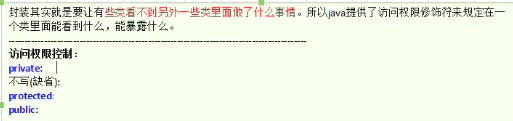 封装其实就是要让有些类看不到另外一些类里面做了什么事情。所以java提供了访问权限修饰符来规定在一
个类里面能看到什么，能暴露什么。
--------------------------------------------------------------------------------
访问权限控制：
private:
不写(缺省):
protected:
public: